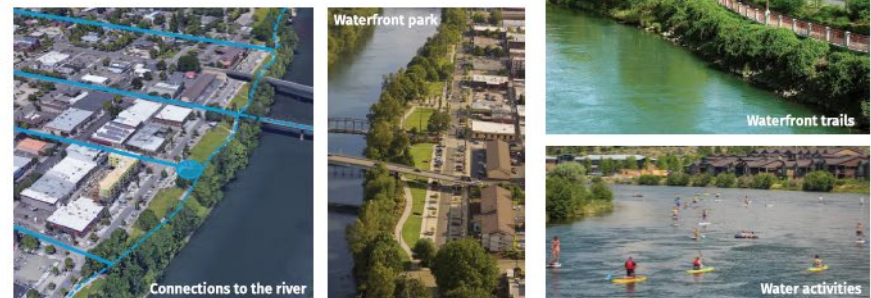 Waterfront park
Waterfront trails
Connections to the river
Water activities